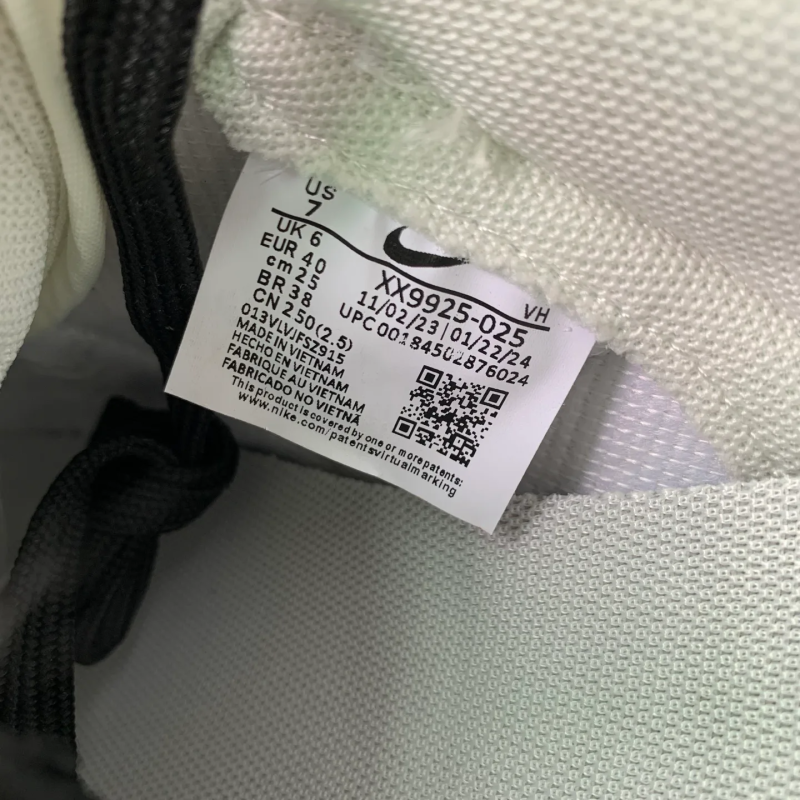 US
7
UK 6
EUR 40
cm 25
BR 38
CN 250(2.5)
VH
XX9925-025
11/02/23|01/22/24
UPC 00184502876024
013VLVJFSZ915
MADE IN VIETNAM
HECHO EN VIETNAM
FABRIQUE AU VIETNAM
FABRICADO NO VIETNÃ
This product is covered by one or more patents:
www.nike.com/patentsvirtualmarking